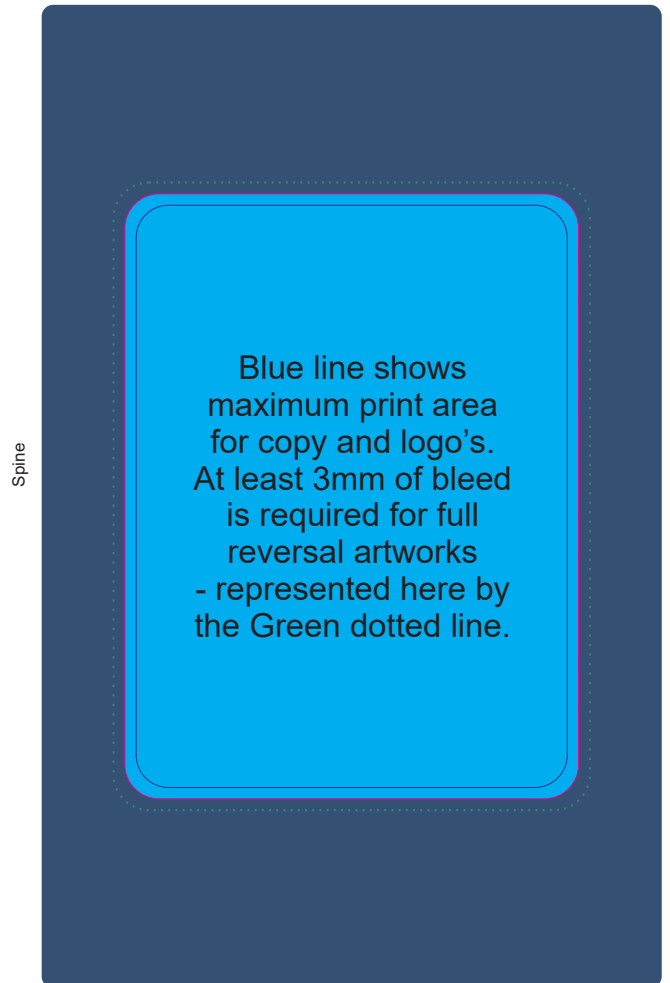 Spine
Blue line shows
maximum print area
for copy and logo’s.
At least 3mm of bleed
is required for full
reversal artworks
- represented here by
the Green dotted line.